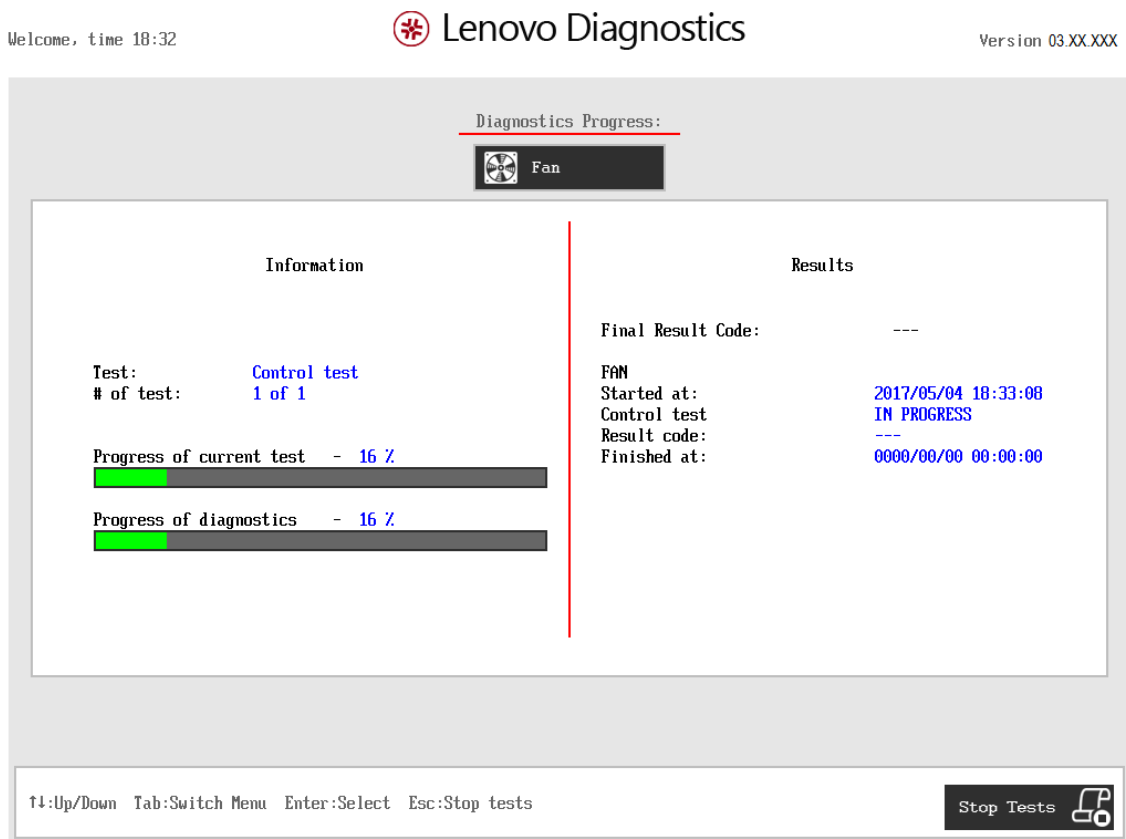 Welcome, time 18:32
Lenovo Diagnostics
Version 03.XX.XXX
Diagnostics Progress:
Fan
Information
Test: Control test
# of test: 1 of 1
Progress of current test - 16 %
Progress of diagnostics - 16 %
Results
Final Result Code: ---
FAN
Started at: 2017/05/04 18:33:08
Control test IN PROGRESS
Result code: ---
Finished at: 0000/00/00 00:00:00
↑↓:Up/Down Tab:Switch Menu Enter:Select Esc:Stop tests
Stop Tests